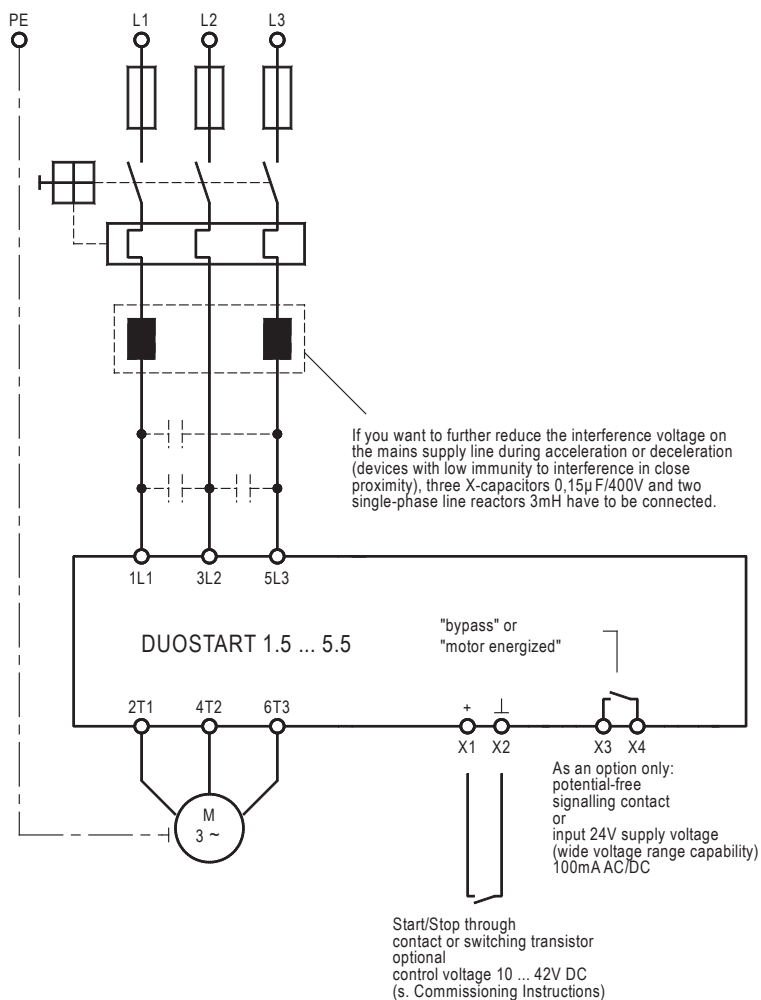 PE
L1
L2
L3
If you want to further reduce the interference voltage on
the mains supply line during acceleration or deceleration
(devices with low immunity to interference in close
proximity), three X-capacitors 0,15µF/400V and two
single-phase line reactors 3mH have to be connected.
1L1
3L2
5L3
DUOSTART 1.5 ... 5.5
"bypass" or
"motor energized"
2T1
4T2
6T3
+
⊥
X1
X2
X3
X4
As an option only:
potential-free
signalling contact
or
input 24V supply voltage
(wide voltage range capability)
100mA AC/DC
M
3 ~
Start/Stop through
contact or switching transistor
optional
control voltage 10 ... 42V DC
(s. Commissioning Instructions)